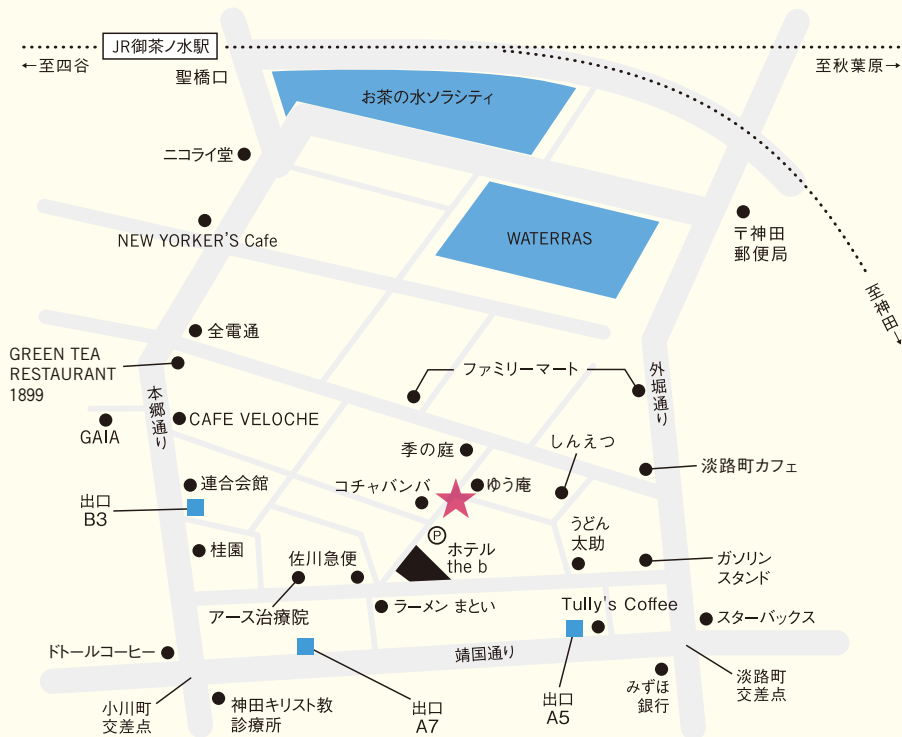 JR御茶ノ水駅
←至四谷
聖橋口
至秋葉原→
お茶の水ソラシティ
ニコライ堂
NEW YORKER'S Cafe
WATERRAS
〒神田
郵便局
至神田→
全電通
GREEN TEA
RESTAURANT
1899
ファミリーマート
本郷通り
外堀通り
CAFE VELOCHE
GAIA
季の庭
しんえつ
淡路町カフェ
連合会館
コチャバンバ
ゆう庵
出口
B3
P
うどん
太助
桂園
佐川急便
ホテル
the b
ガソリン
スタンド
アース治療院
ラーメン まとい
Tully's Coffee
スターバックス
ドトールコーヒー
靖国通り
小川町
交差点
神田キリスト教
診療所
出口
A7
出口
A5
みずほ
銀行
淡路町
交差点